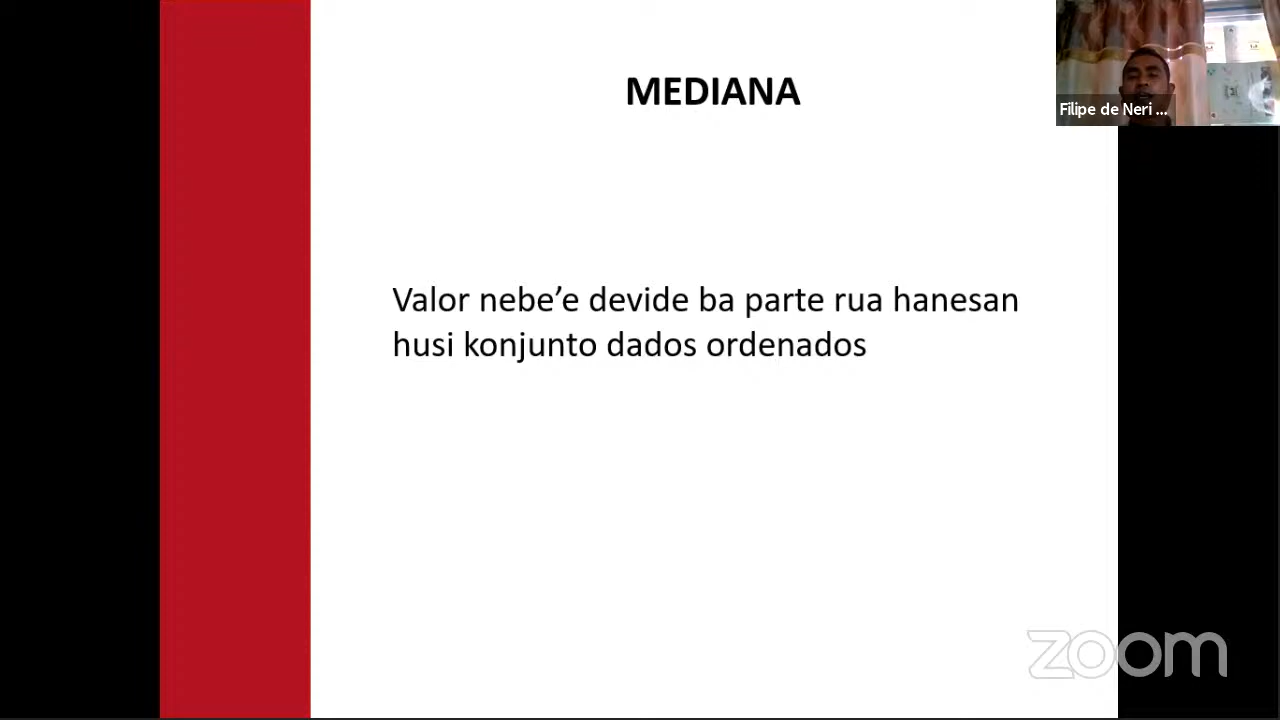 MEDIANA
Filipe de Neri ...
Valor nebe’e devide ba parte rua hanesan
husi konjunto dados ordenados
zoom